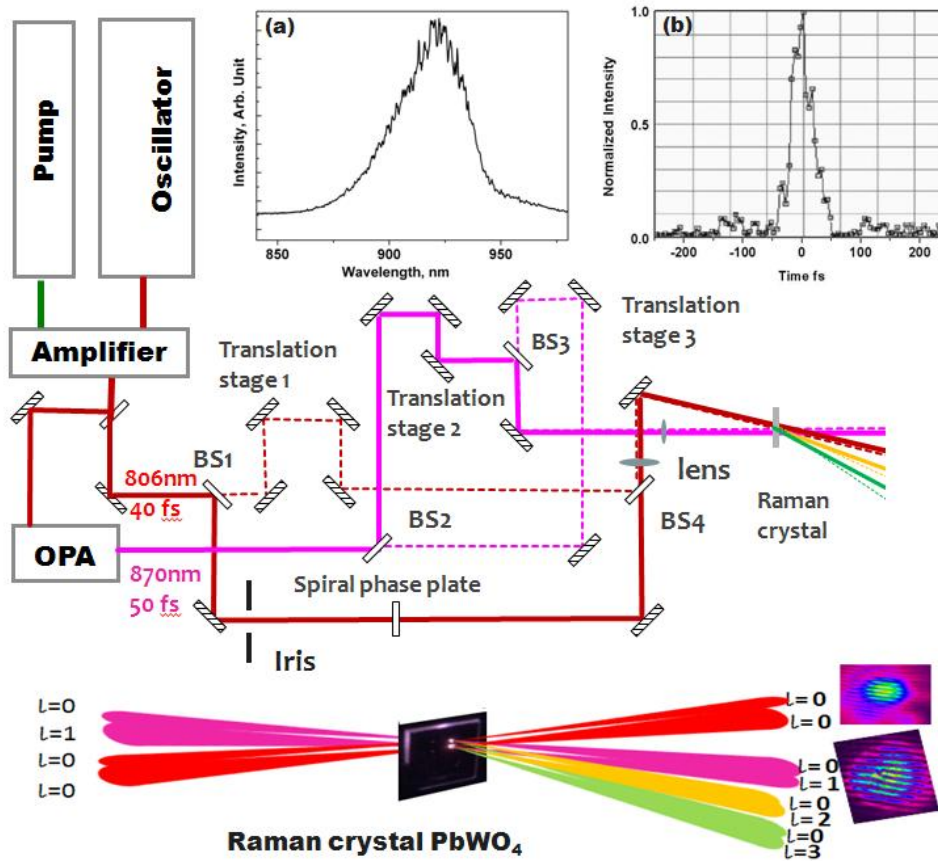 Pump
Oscillator
(a)
Intensity, Arb. Unit
850
900
950
Wavelength, nm
(b)
Normalized Intensity
1.0
0.5
0.0
-200
-100
0
100
200
Time fs
Amplifier
Translation
stage 1
BS3
Translation
stage 3
Translation
stage 2
BS1
806nm
40 fs
lens
Raman
crystal
BS2
BS4
OPA
870nm
50 fs
Spiral phase plate
Iris
l=0
l=1
l=0
l=0
l= 0
l= 0
l= 0
l= 1
l= 0
l= 2
l=0
l=3
Raman crystal PbWO₄